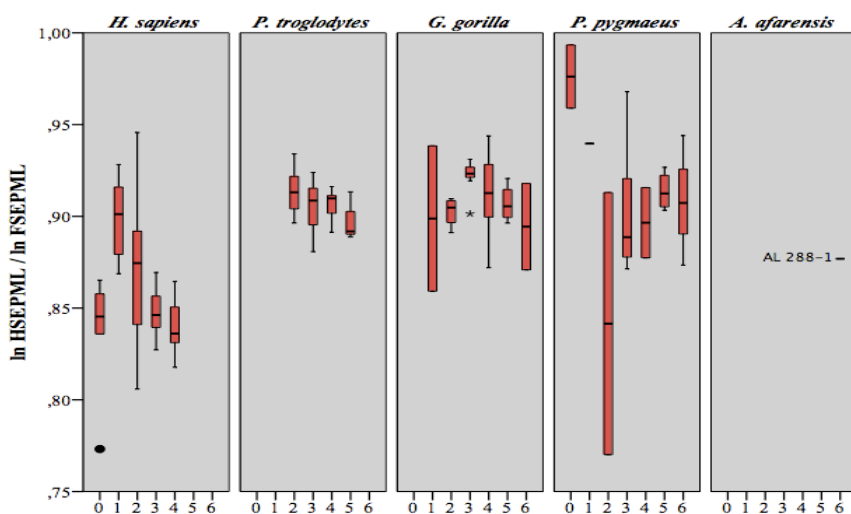 H. sapiens P. troglodytes G. gorilla P. pygmaeus A. afarensis
1,00
,95
,90
,85
,80
,75
ln HSEPML / ln FSEPML
*
AL 288-1
0 1 2 3 4 5 6 0 1 2 3 4 5 6 0 1 2 3 4 5 6 0 1 2 3 4 5 6 0 1 2 3 4 5 6